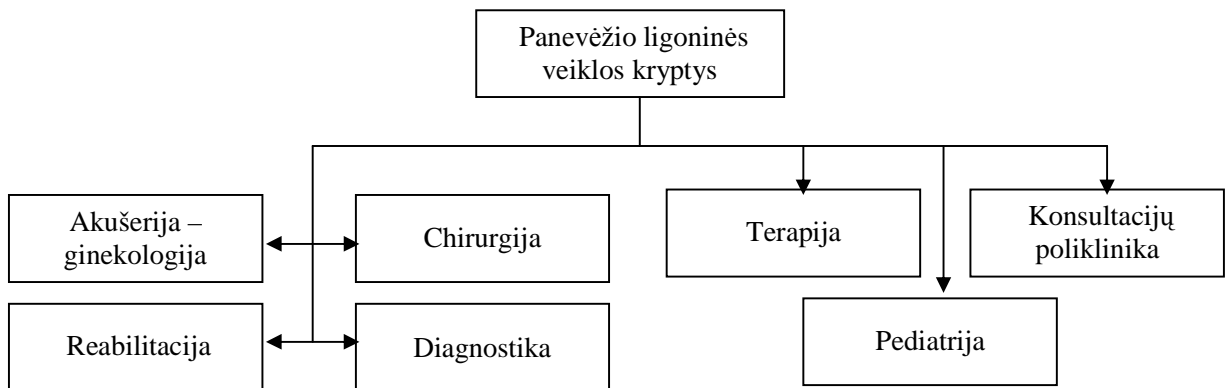 Panevėžio ligoninės
veiklos kryptys
Akušerija –
ginekologija
Chirurgija
Terapija
Konsultacijų
poliklinika
Reabilitacija
Diagnostika
Pediatrija